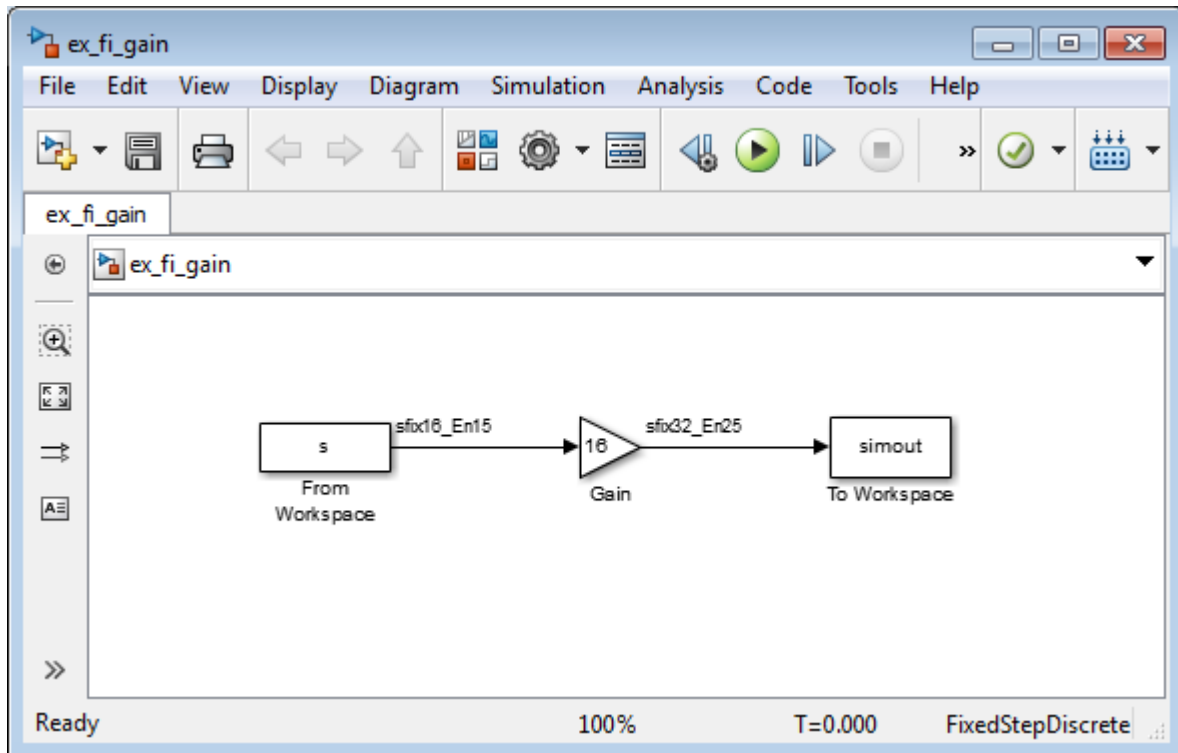 ex_fi_gain
File Edit View Display Diagram Simulation Analysis Code Tools Help
ex_fi_gain
ex_fi_gain
sfix16_En15
sfix32_En25
s
16
simout
From
Workspace
Gain
To Workspace
Ready 100% T=0.000 FixedStepDiscrete